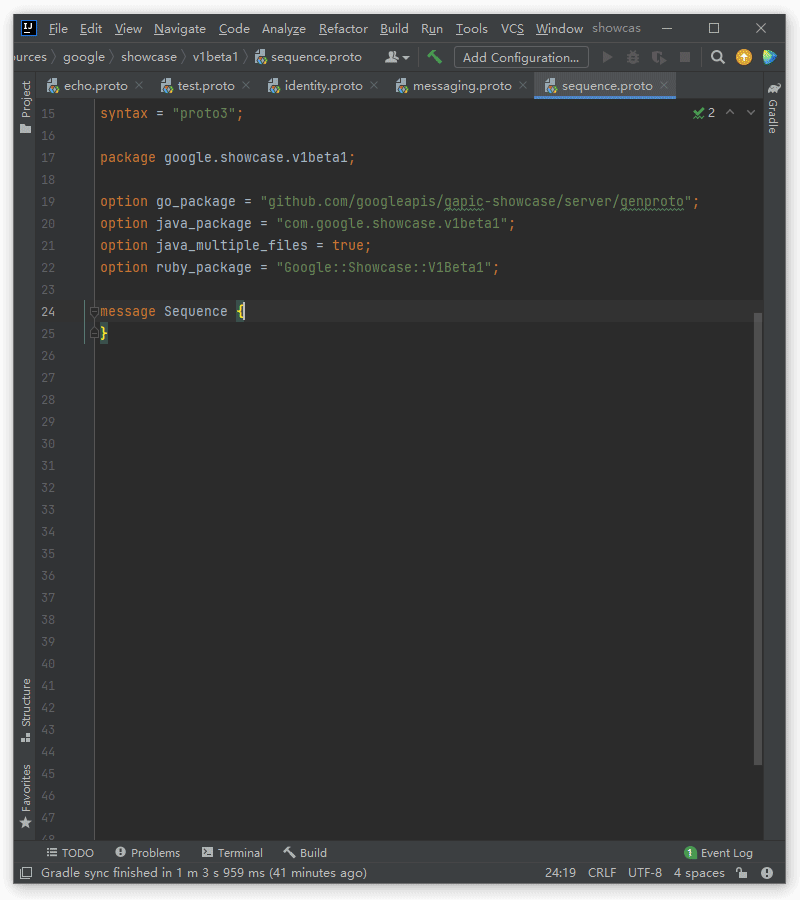 IJ File Edit View Navigate Code Analyze Refactor Build Run Tools VCS Window showcas
urces google showcase v1beta1 sequence.proto Add Configuration...
echo.proto test.proto identity.proto messaging.proto sequence.proto
Project
Gradle
2
15 syntax = "proto3";
16
17 package google.showcase.v1beta1;
18
19 option go_package = "github.com/googleapis/gapic-showcase/server/genproto";
20 option java_package = "com.google.showcase.v1beta1";
21 option java_multiple_files = true;
22 option ruby_package = "Google::Showcase::V1Beta1";
23
24 message Sequence {
25 }
26
27
28
29
30
31
32
33
34
35
36
37
38
39
40
41
42
43
44
45
46
47
48
Structure
Favorites
TODO Problems Terminal Build 1 Event Log
Gradle sync finished in 1 m 3 s 959 ms (41 minutes ago) 24:19 CRLF UTF-8 4 spaces